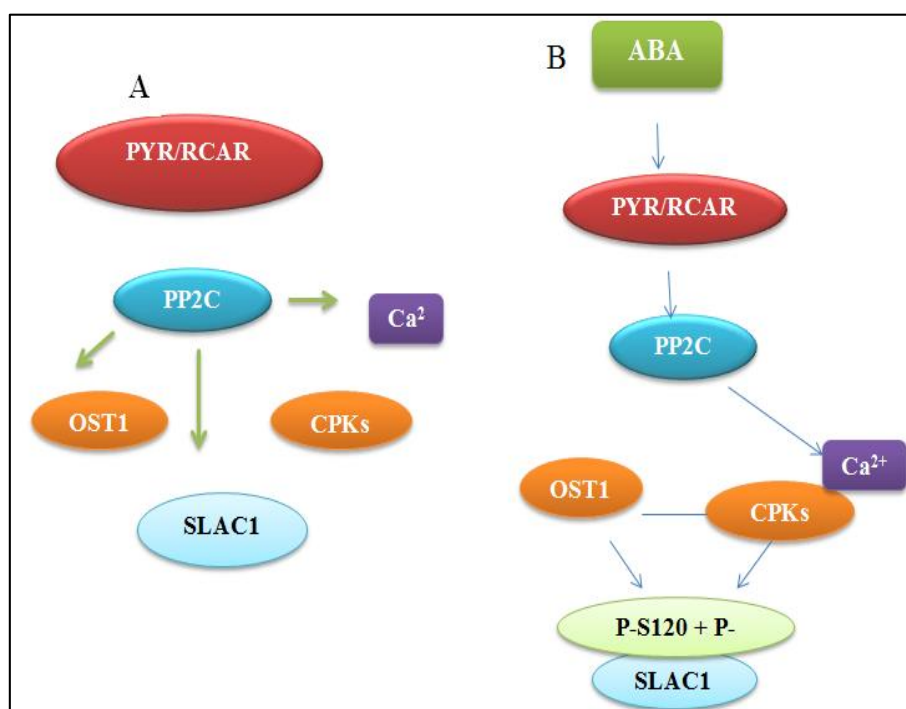 A
PYR/RCAR
PP2C
Ca²
OST1
CPKs
SLAC1
B
ABA
PYR/RCAR
PP2C
Ca²⁺
OST1
CPKs
P-S120 + P-
SLAC1